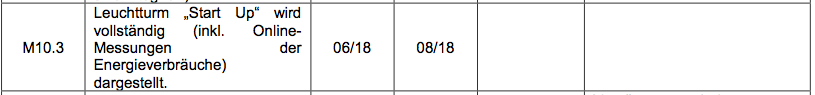 Leuchtturm „Start Up“ wird
vollständig (inkl. Online-
M10.3 Messungen der 06/18 08/18
Energieverbräuche)
dargestellt.